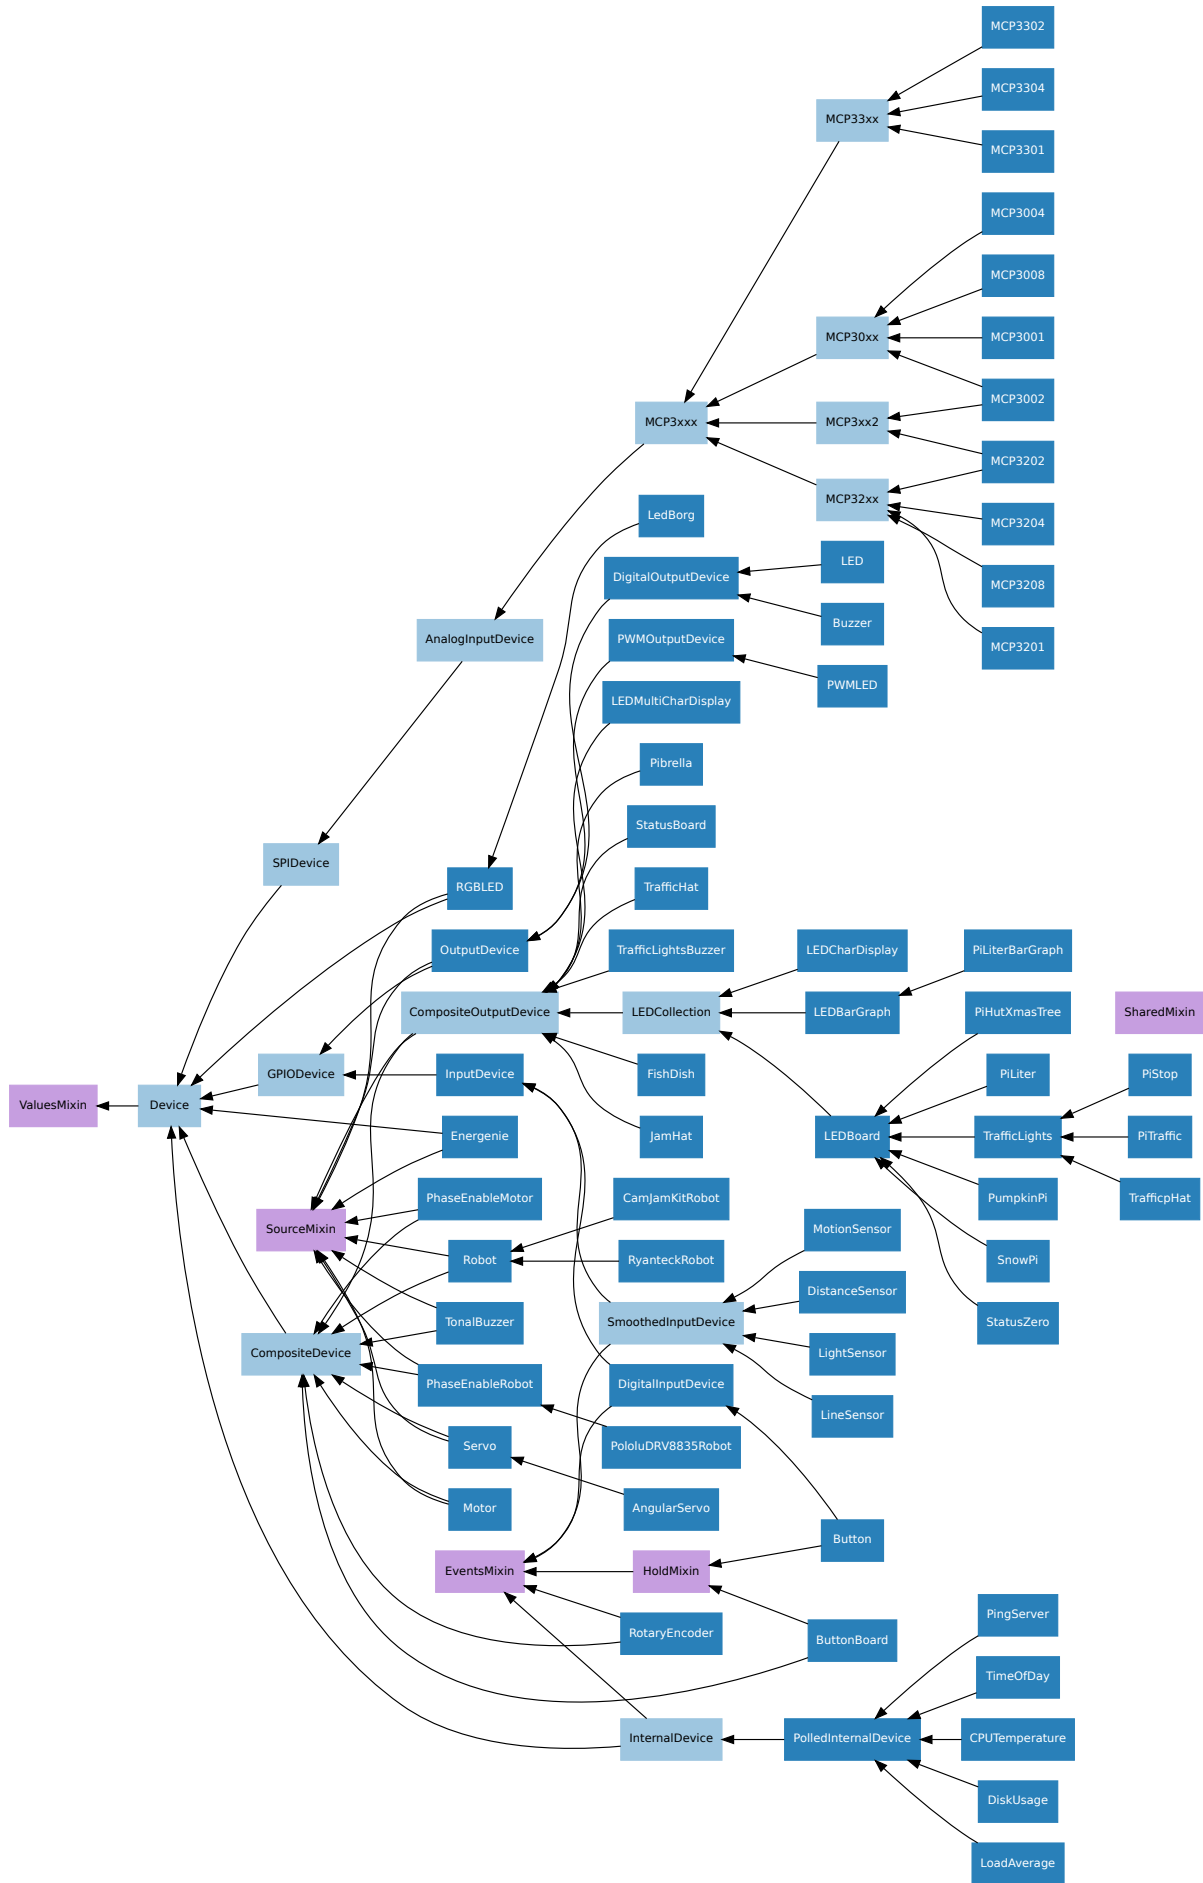 MCP3302
MCP3304
MCP33xx
MCP3301
MCP3004
MCP3008
MCP30xx
MCP3001
MCP3002
MCP3xxx
MCP3xx2
MCP3202
MCP32xx
LedBorg
MCP3204
LED
DigitalOutputDevice
MCP3208
Buzzer
AnalogInputDevice
PWMOutputDevice
MCP3201
PWMLED
LEDMultiCharDisplay
Pibrella
StatusBoard
SPIDevice
RGBLED
TrafficHat
OutputDevice
TrafficLightsBuzzer
LEDCharDisplay
PiLiterBarGraph
CompositeOutputDevice
LEDCollection
LEDBarGraph
PiHutXmasTree
SharedMixin
GPIODevice
InputDevice
FishDish
PiLiter
PiStop
ValuesMixin
Device
Energenie
JamHat
LEDBoard
TrafficLights
PiTraffic
PhaseEnableMotor
CamJamKitRobot
PumpkinPi
TrafficpHat
SourceMixin
MotionSensor
Robot
RyanteckRobot
SnowPi
DistanceSensor
TonalBuzzer
SmoothedInputDevice
StatusZero
CompositeDevice
LightSensor
PhaseEnableRobot
DigitalInputDevice
LineSensor
Servo
PololuDRV8835Robot
Motor
AngularServo
Button
EventsMixin
HoldMixin
PingServer
RotaryEncoder
ButtonBoard
TimeOfDay
InternalDevice
PolledInternalDevice
CPUTemperature
DiskUsage
LoadAverage